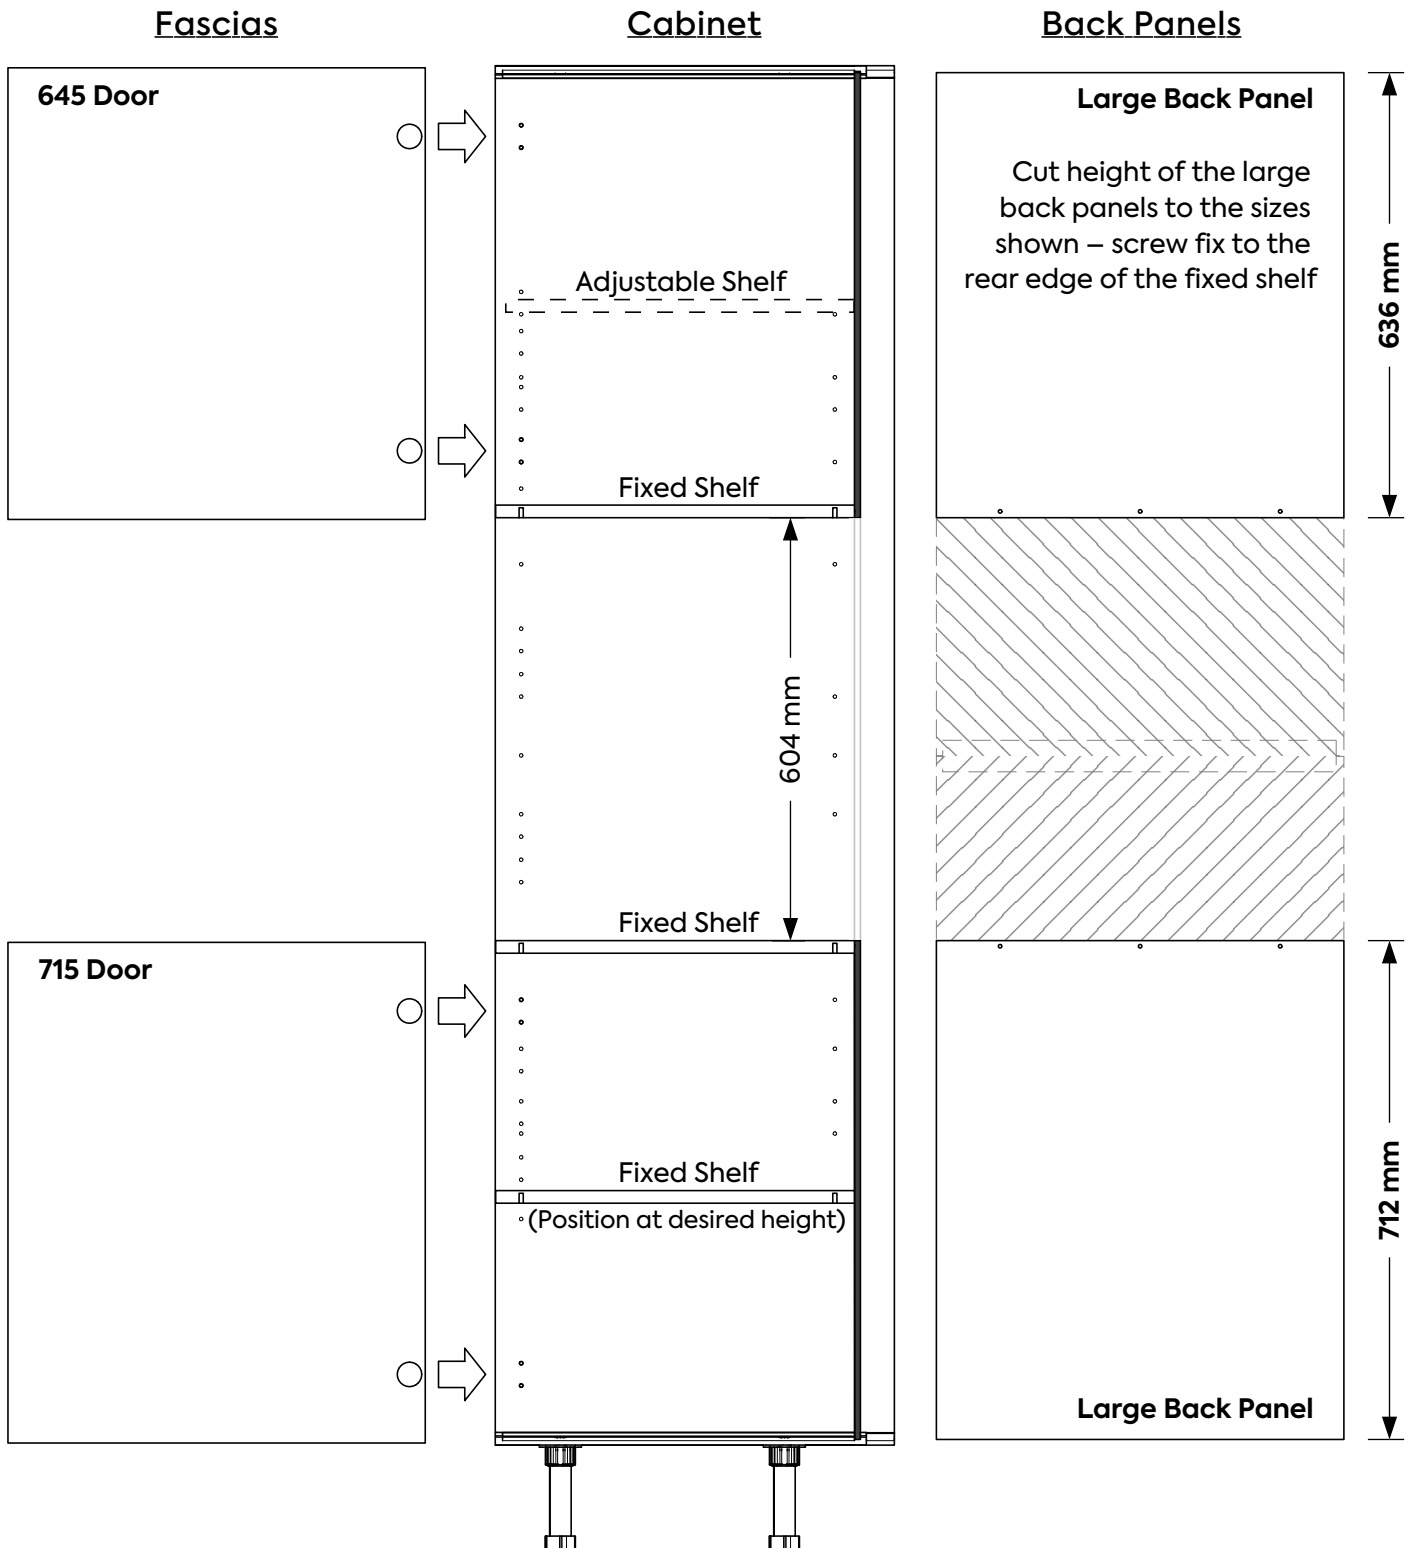 Fascias
Cabinet
Back Panels
645 Door
Large Back Panel
Cut height of the large
back panels to the sizes
shown – screw fix to the
rear edge of the fixed shelf
636 mm
Adjustable Shelf
Fixed Shelf
604 mm
Fixed Shelf
715 Door
Fixed Shelf
(Position at desired height)
712 mm
Large Back Panel